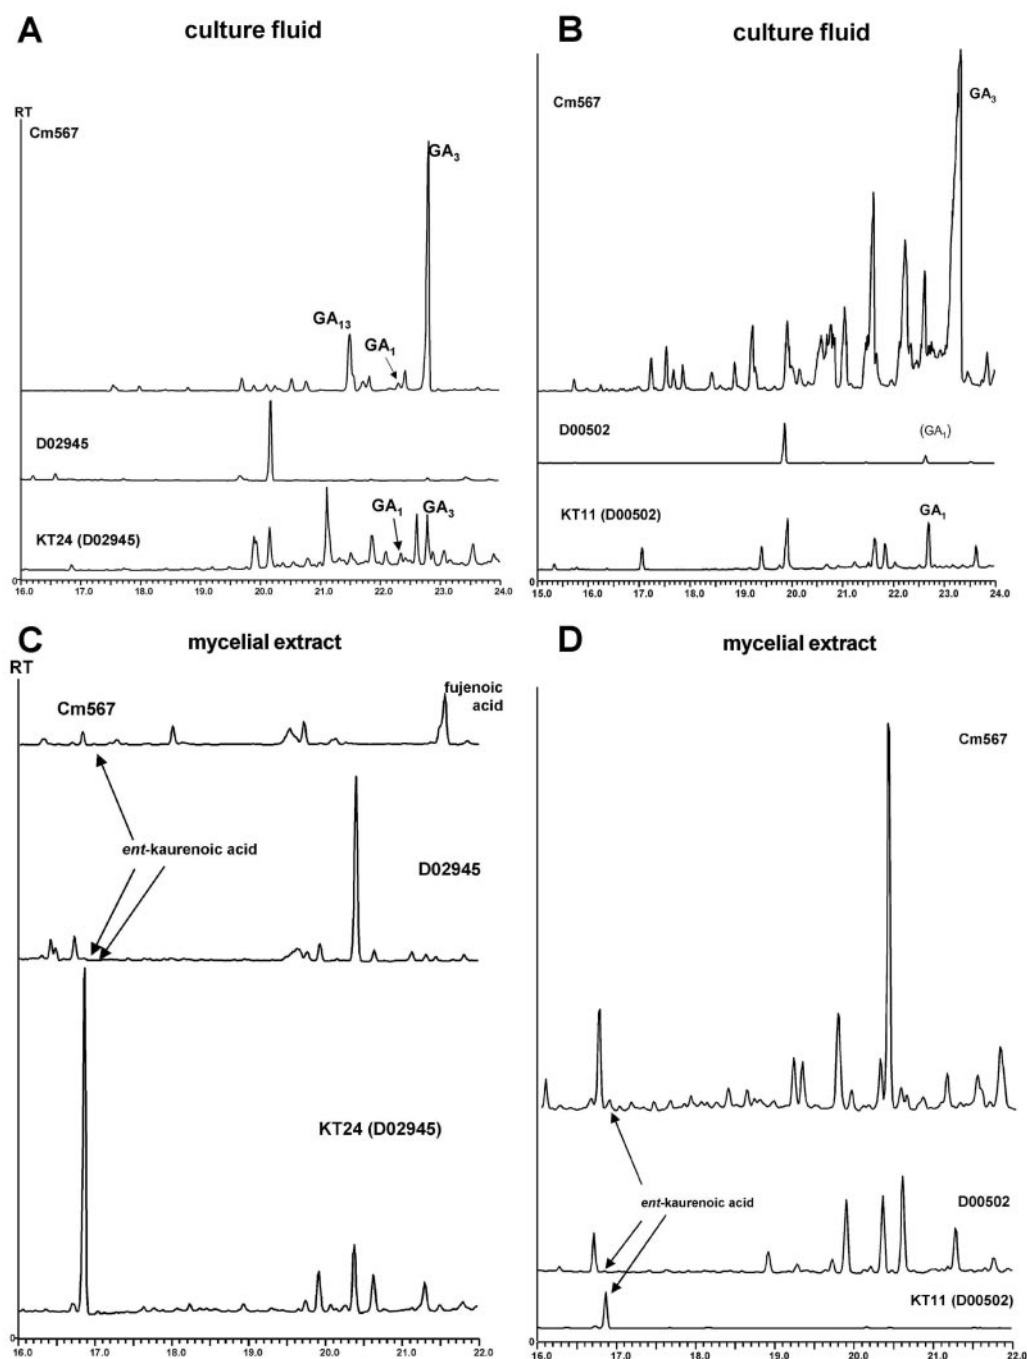 A culture fluid
RT
Cm567
GA3
GA13
GA1
D02945
GA1 GA3
KT24 (D02945)
0
16.0 17.0 18.0 19.0 20.0 21.0 22.0 23.0 24.0
B culture fluid
Cm567
GA3
D00502
(GA1)
KT11 (D00502)
GA1
0
15.0 16.0 17.0 18.0 19.0 20.0 21.0 22.0 23.0 24.0
C mycelial extract
RT
Cm567
fujenoic
acid
ent-kaurenoic acid
D02945
KT24 (D02945)
0
16.0 17.0 18.0 19.0 20.0 21.0 22.0
D mycelial extract
Cm567
ent-kaurenoic acid
D00502
KT11 (D00502)
0
16.0 17.0 18.0 19.0 20.0 21.0 22.0